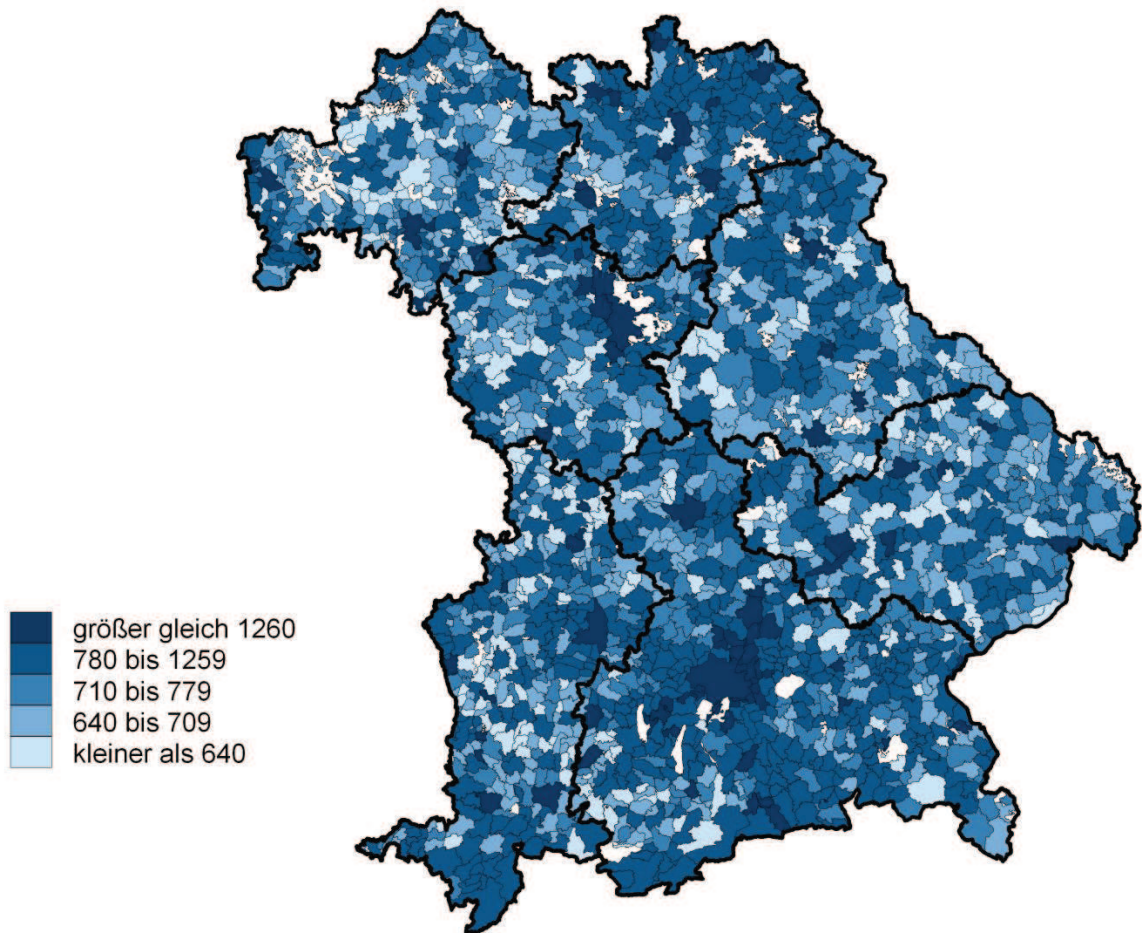 größer gleich 1260
780 bis 1259
710 bis 779
640 bis 709
kleiner als 640